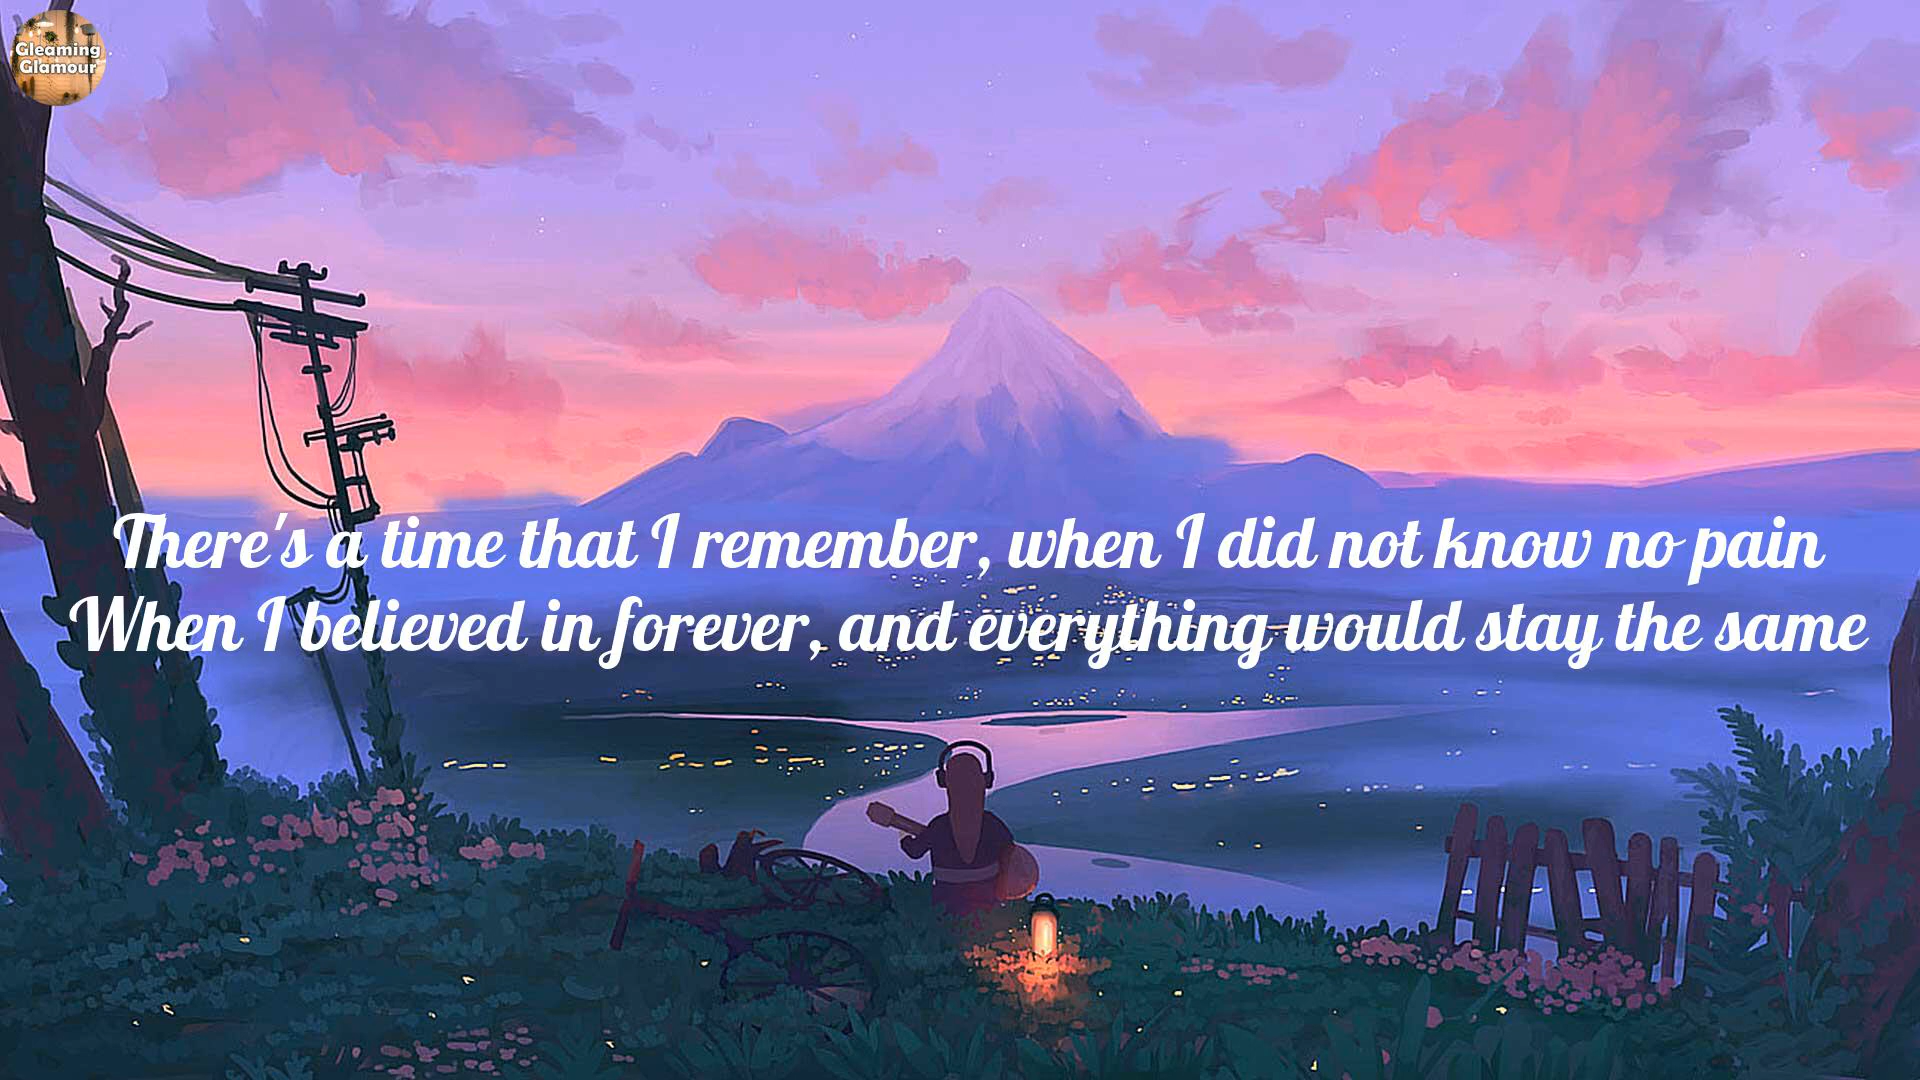 Gleaming
Glamour
There's a time that I remember, when I did not know no pain
When I believed in forever, and everything would stay the same